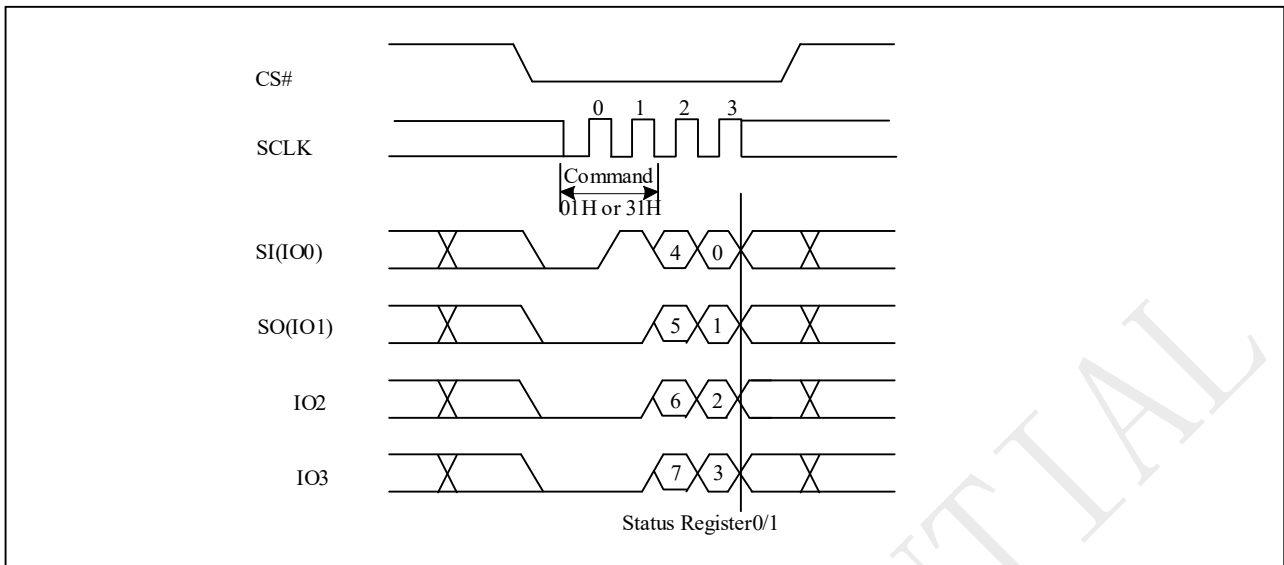 CS#
0 1 2 3
SCLK
Command
01H or 31H
SI(IO0) 4 0
SO(IO1) 5 1
IO2 6 2
IO3 7 3
Status Register0/1
NTIAL